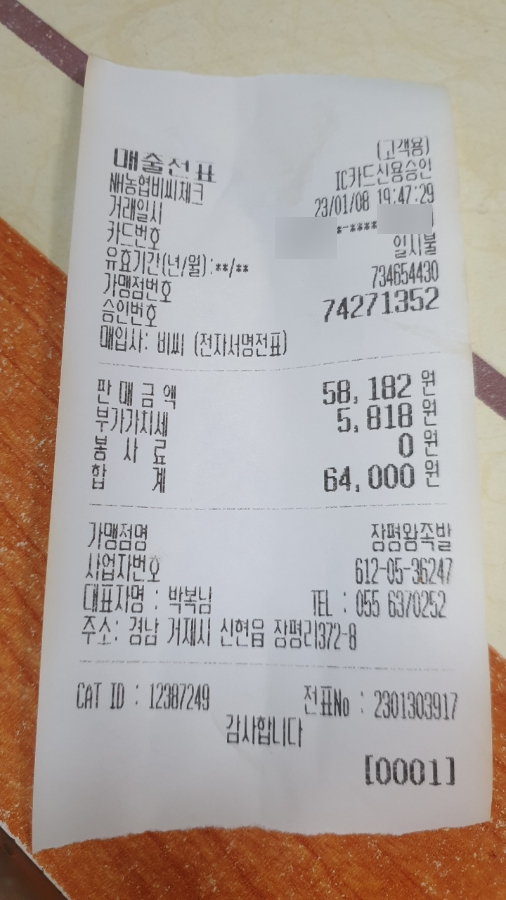 (고객용)
매출전표 IC카드신용승인
NH농협비씨체크
거래일시 23/01/08 19:47:29
카드번호 *-****
유효기간(년/월):**/** 일시불
가맹점번호 734654430
승인번호 74271352
매입사: 비씨 (전자서명전표)
판매금액 58,182 원
부가가치세 5,818 원
봉 사 료 0 원
합 계 64,000 원
가맹점명 장평왕족발
사업자번호 612-05-36247
대표자명 : 박복님 TEL : 055 6370252
주소: 경남 거제시 신현읍 장평리372-8
CAT ID : 12387249 전표No : 2301303917
감사합니다
[0001]